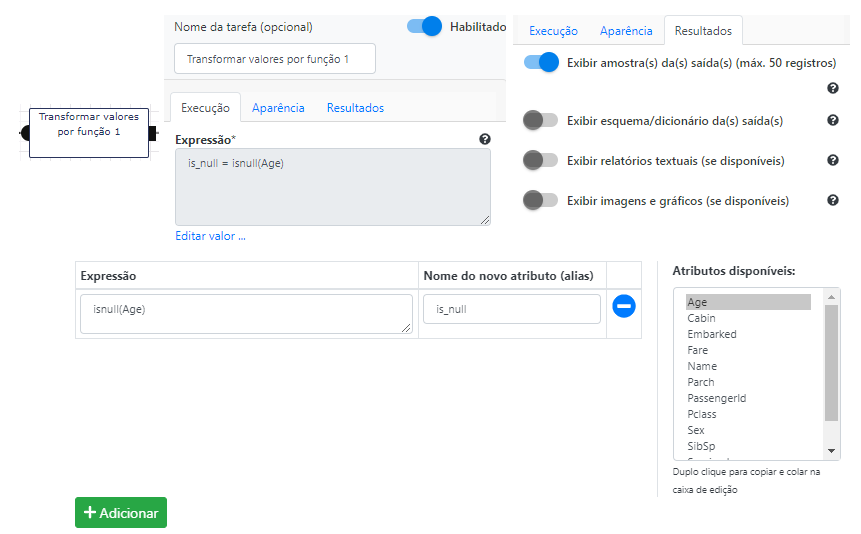 Transformar valores
por função 1
Nome da tarefa (opcional)
Habilitado
Transformar valores por função 1
Execução Aparência Resultados
Expressão*
is_null = isnull(Age)
Editar valor ...
Execução Aparência Resultados
Exibir amostra(s) da(s) saída(s) (máx. 50 registros)
Exibir esquema/dicionário da(s) saída(s)
Exibir relatórios textuais (se disponíveis)
Exibir imagens e gráficos (se disponíveis)
Expressão Nome do novo atributo (alias)
isnull(Age) is_null
Adicionar
Atributos disponíveis:
Age
Cabin
Embarked
Fare
Name
Parch
PassengerId
Pclass
Sex
SibSp
Duplo clique para copiar e colar na
caixa de edição